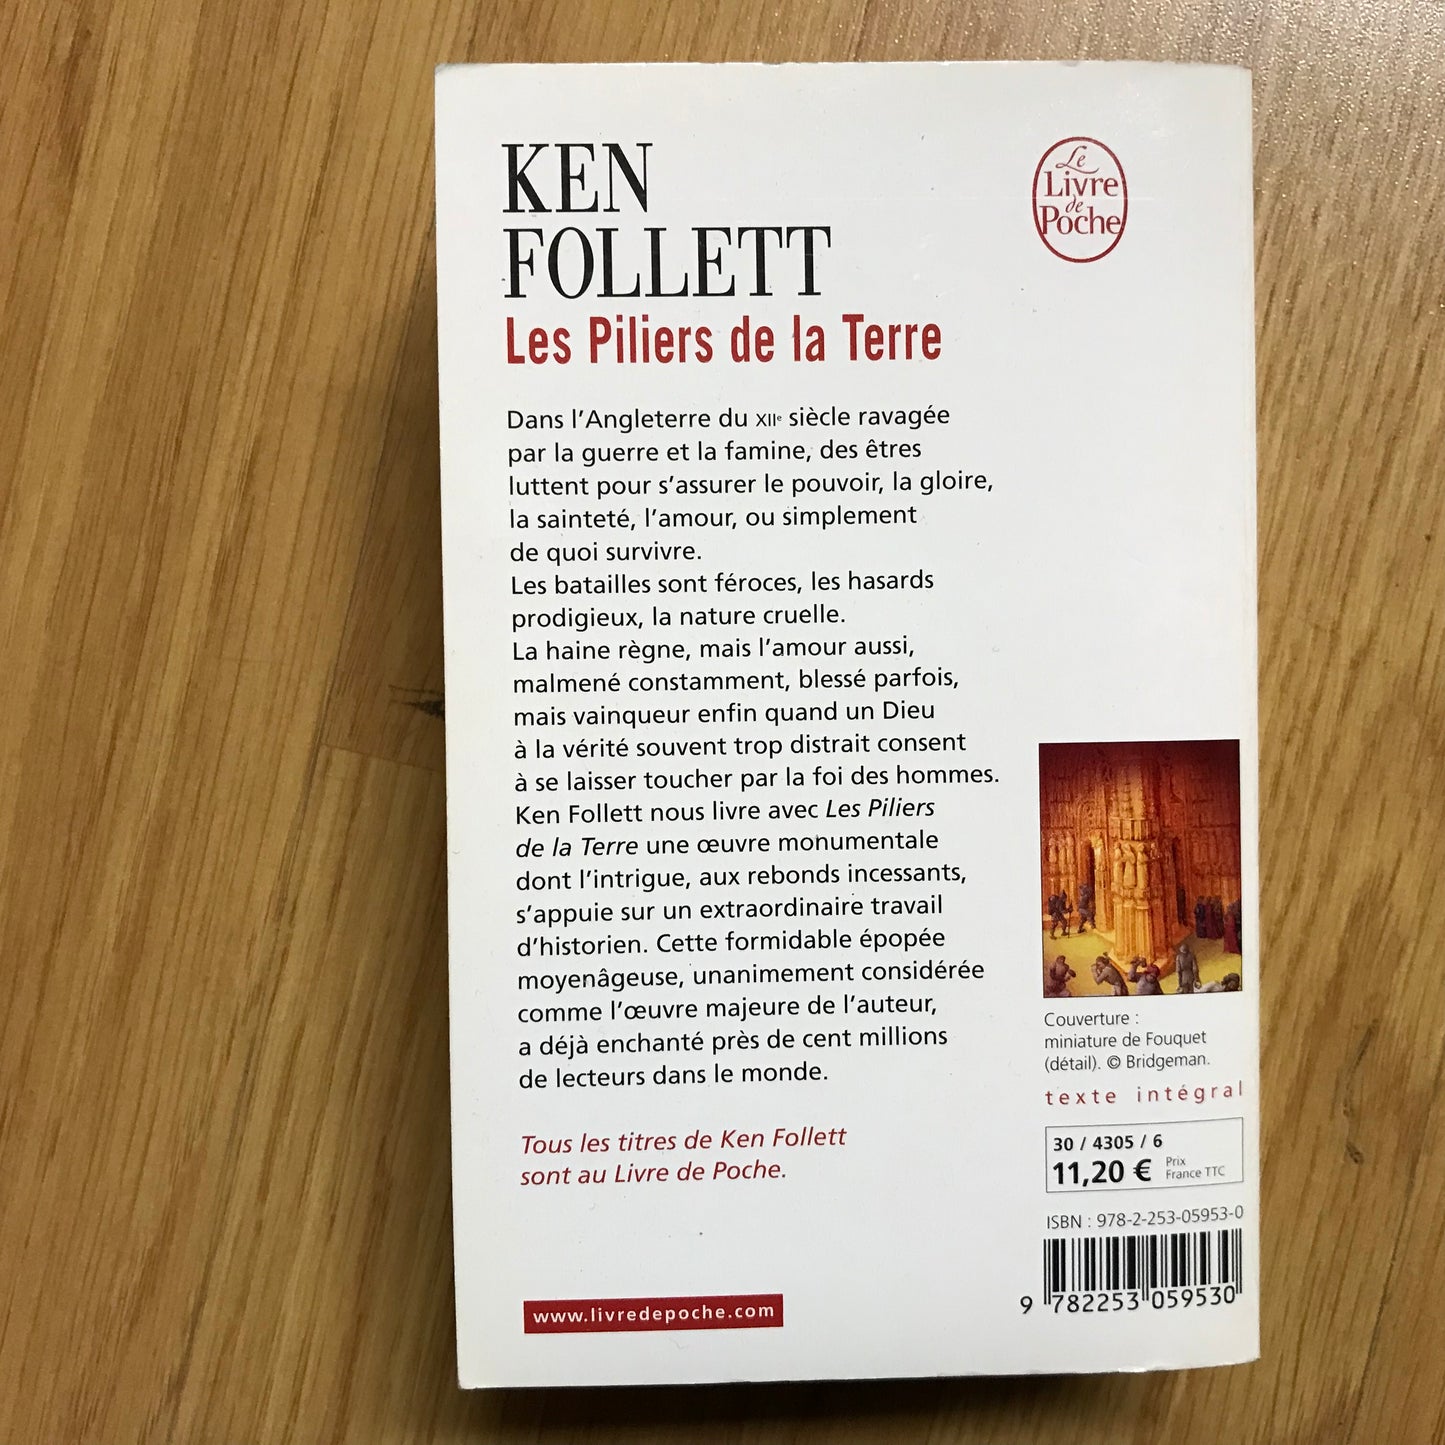 KEN
FOLLETT
Les Piliers de la Terre
Le
Livre
de
Poche
Dans l'Angleterre du XIIe siècle ravagée
par la guerre et la famine, des êtres
luttent pour s'assurer le pouvoir, la gloire,
la sainteté, l'amour, ou simplement
de quoi survivre.
Les batailles sont féroces, les hasards
prodigieux, la nature cruelle.
La haine règne, mais l'amour aussi,
malmené constamment, blessé parfois,
mais vainqueur enfin quand un Dieu
à la vérité souvent trop distrait consent
à se laisser toucher par la foi des hommes.
Ken Follett nous livre avec Les Piliers
de la Terre une œuvre monumentale
dont l'intrigue, aux rebonds incessants,
s'appuie sur un extraordinaire travail
d'historien. Cette formidable épopée
moyenâgeuse, unanimement considérée
comme l'œuvre majeure de l'auteur,
a déjà enchanté près de cent millions
de lecteurs dans le monde.
Tous les titres de Ken Follett
sont au Livre de Poche.
www.livredepoche.com
Couverture :
miniature de Fouquet
(détail). © Bridgeman.
texte intégral
30 / 4305 / 6
11,20 € Prix
France TTC
ISBN : 978-2-253-05953-0
9 782253 059530